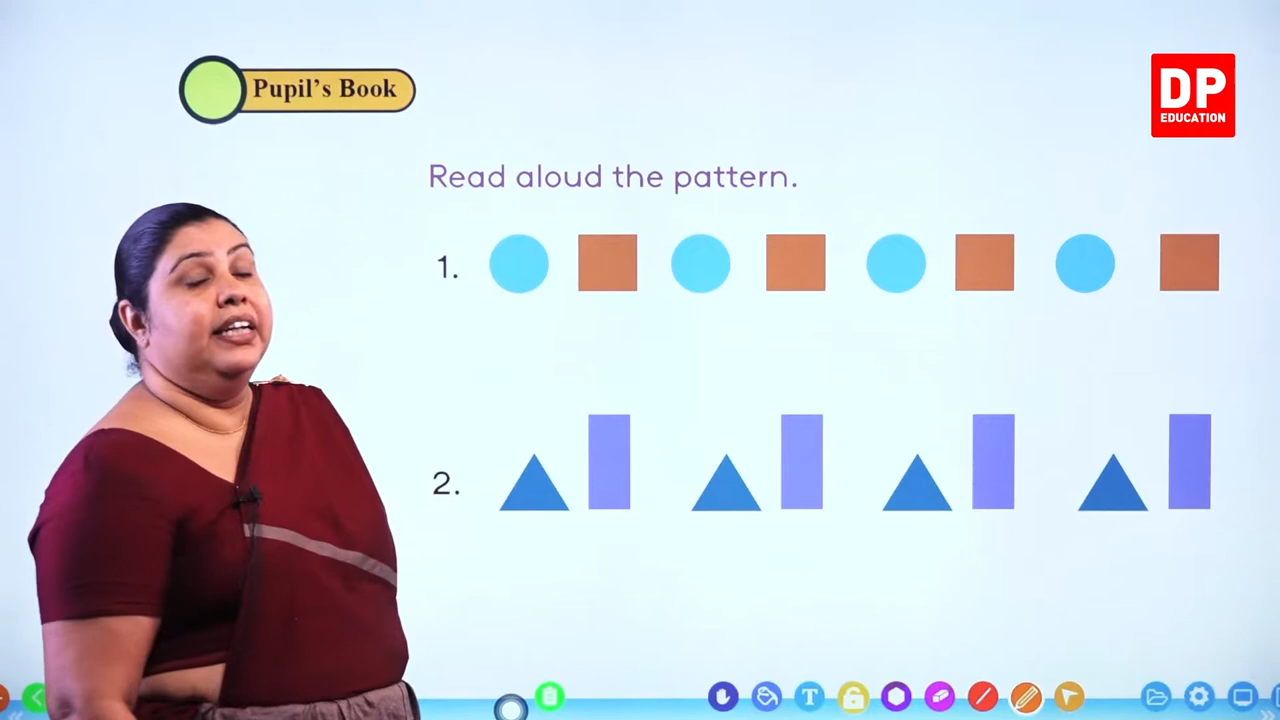 Pupil's Book
DP
EDUCATION
Read aloud the pattern.
1.
2.
T